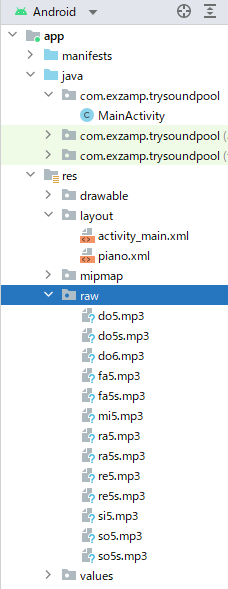 Android
app
manifests
java
com.exzamp.trysoundpool
MainActivity
com.exzamp.trysoundpool
com.exzamp.trysoundpool
res
drawable
layout
activity_main.xml
piano.xml
mipmap
raw
do5.mp3
do5s.mp3
do6.mp3
fa5.mp3
fa5s.mp3
mi5.mp3
ra5.mp3
ra5s.mp3
re5.mp3
re5s.mp3
si5.mp3
so5.mp3
so5s.mp3
values